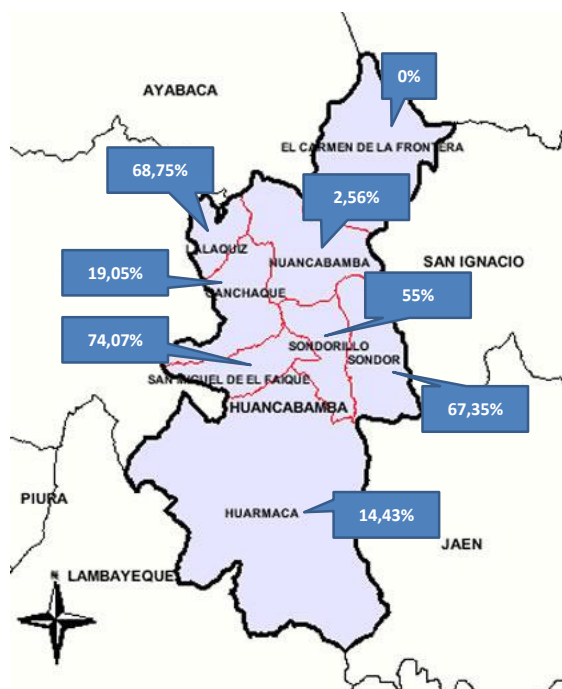 0%
AYABACA
EL CARMEN DE LA FRONTERA
68,75%
2,56%
LALAQUIZ
HUANCABAMBA
SAN IGNACIO
19,05%
CANCHAQUE
55%
74,07%
SONDORILLO
SONDOR
SAN MIGUEL DE EL FAIQUE
67,35%
HUANCABAMBA
PIURA
HUARMACA
14,43%
JAEN
N
LAMBAYEQUE